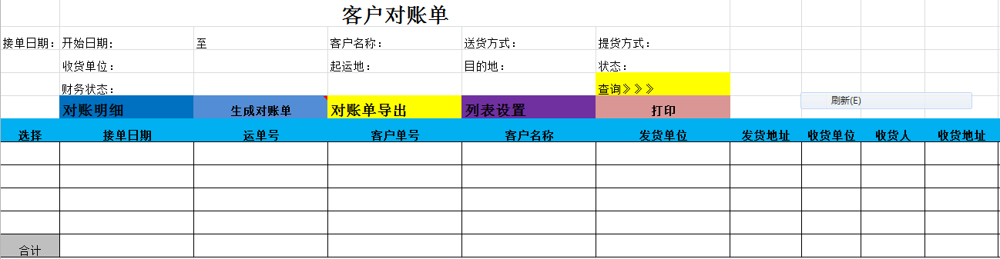 客户对账单
接单日期: 开始日期: 至 客户名称: 送货方式: 提货方式:
收货单位: 起运地: 目的地: 状态:
财务状态: 查询》》》
对账明细 生成对账单 对账单导出 列表设置 打印 刷新(E)
选择 接单日期 运单号 客户单号 客户名称 发货单位 发货地址 收货单位 收货人 收货地址
合计